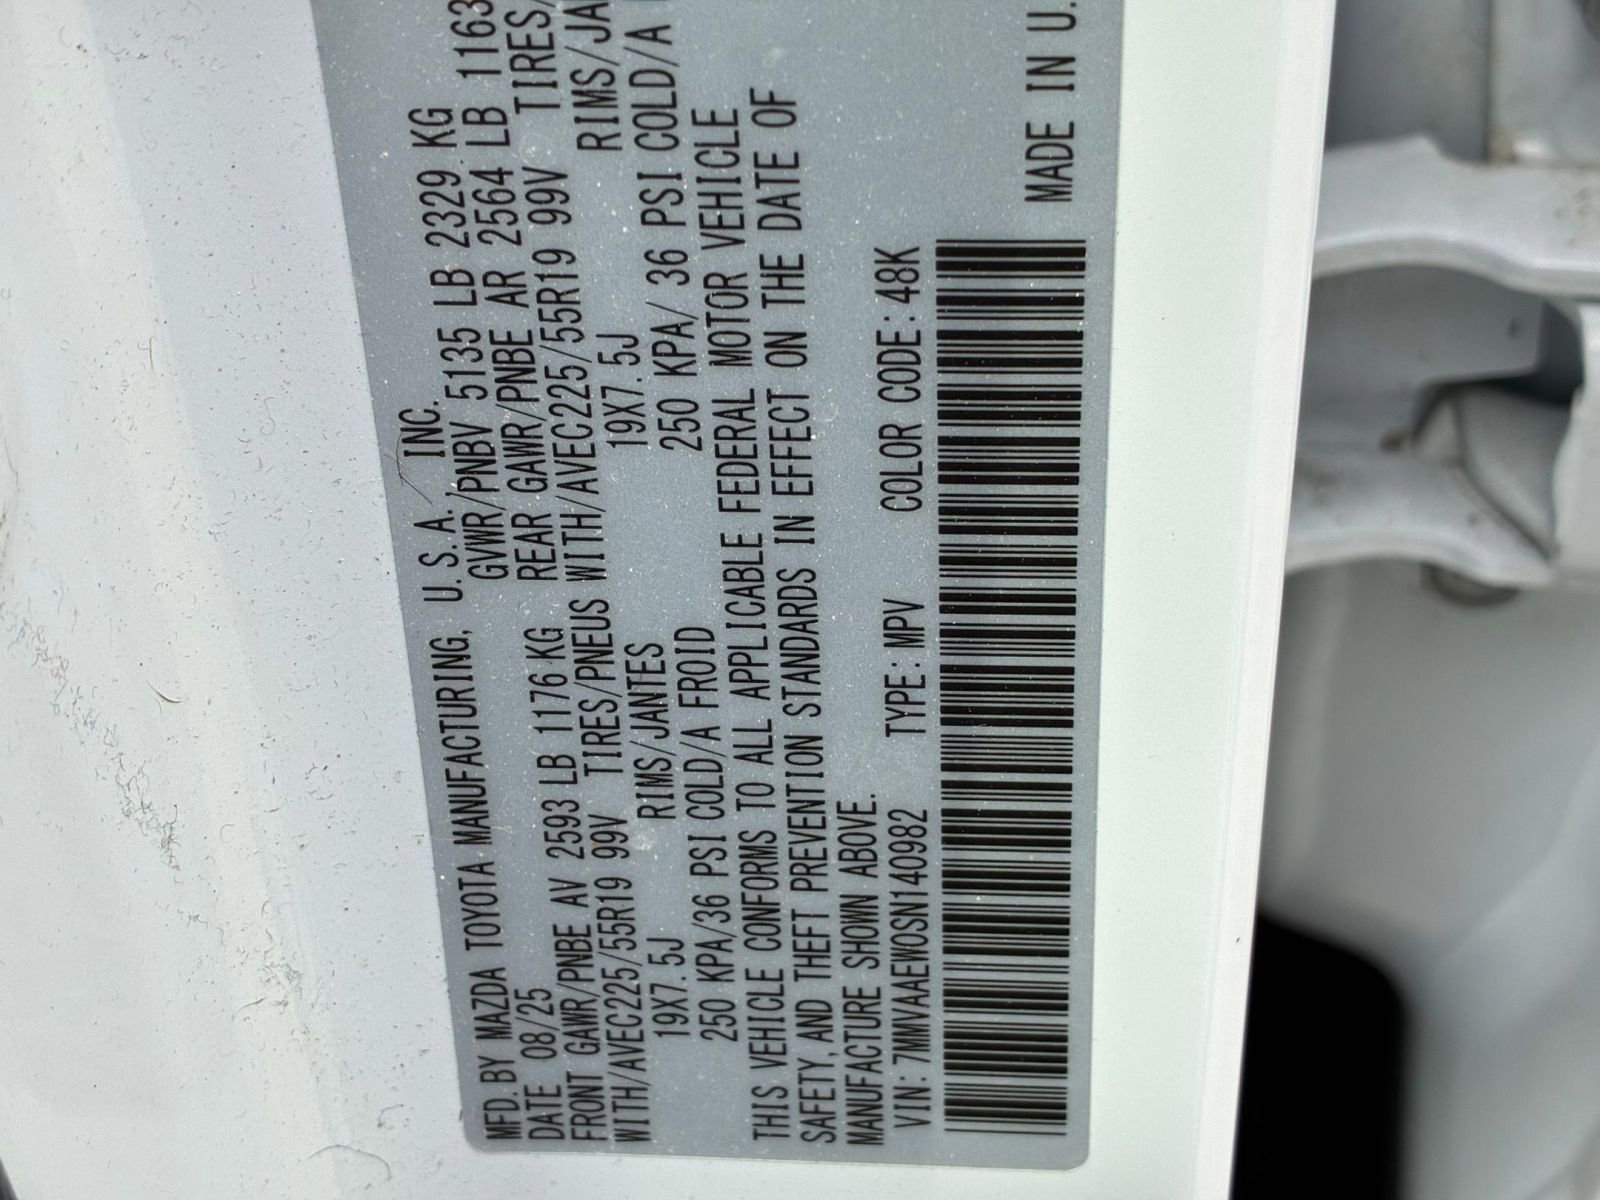 MFD. BY MAZDA TOYOTA MANUFACTURING, U.S.A., INC.
DATE 08/25 GVWR/PNBV 5135 LB 2329 KG
FRONT GAWR/PNBE AV 2593 LB 1176 KG REAR GAWR/PNBE AR 2564 LB 1163
WITH/AVEC 225/55R19 99V TIRES/PNEUS WITH/AVEC 225/55R19 99V TIRES/
19X7.5J RIMS/JANTES 19X7.5J RIMS/JA
250 KPA/36 PSI COLD/A FROID 250 KPA/ 36 PSI COLD/A
THIS VEHICLE CONFORMS TO ALL APPLICABLE FEDERAL MOTOR VEHICLE
SAFETY, AND THEFT PREVENTION STANDARDS IN EFFECT ON THE DATE OF
MANUFACTURE SHOWN ABOVE.
VIN: 7MMVAAEW0SN140982 TYPE: MPV COLOR CODE: 48K
MADE IN U.